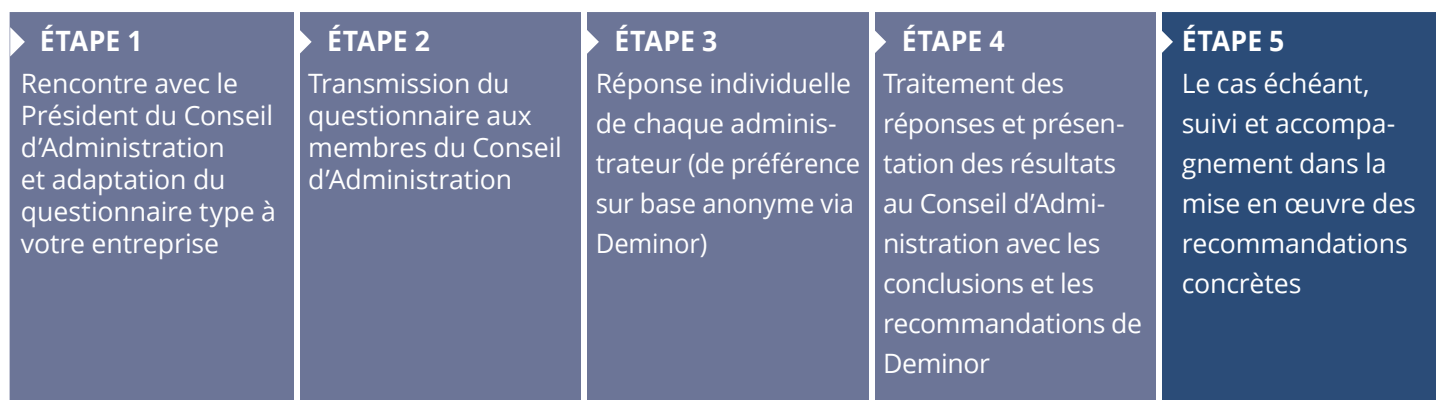 ÉTAPE 1
Rencontre avec le
Président du Conseil
d’Administration
et adaptation du
questionnaire type à
votre entreprise
ÉTAPE 2
Transmission du
questionnaire aux
membres du Conseil
d’Administration
ÉTAPE 3
Réponse individuelle
de chaque adminis-
trateur (de préférence
sur base anonyme via
Deminor)
ÉTAPE 4
Traitement des
réponses et présen-
tation des résultats
au Conseil d’Admi-
nistration avec les
conclusions et les
recommandations de
Deminor
ÉTAPE 5
Le cas échéant,
suivi et accompa-
gnement dans la
mise en œuvre des
recommandations
concrètes